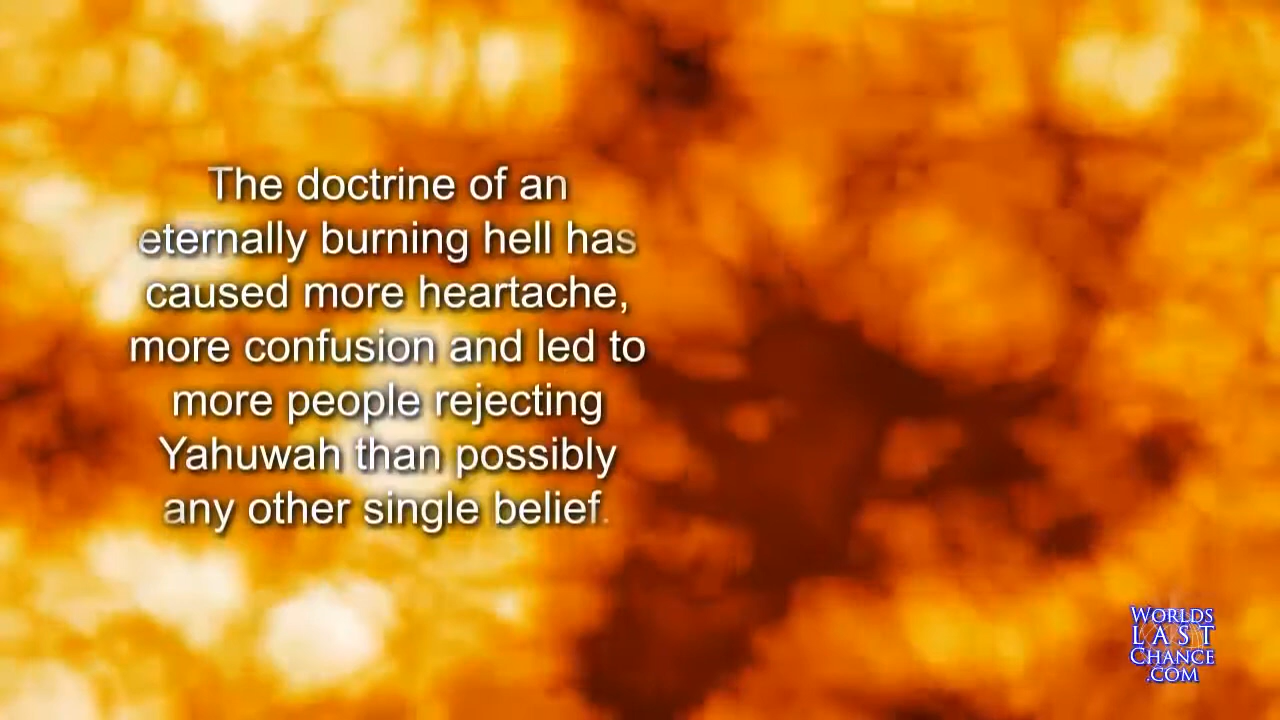 The doctrine of an
eternally burning hell has
caused more heartache,
more confusion and led to
more people rejecting
Yahuwah than possibly
any other single belief.
WORLDS
LAST
CHANCE
.COM